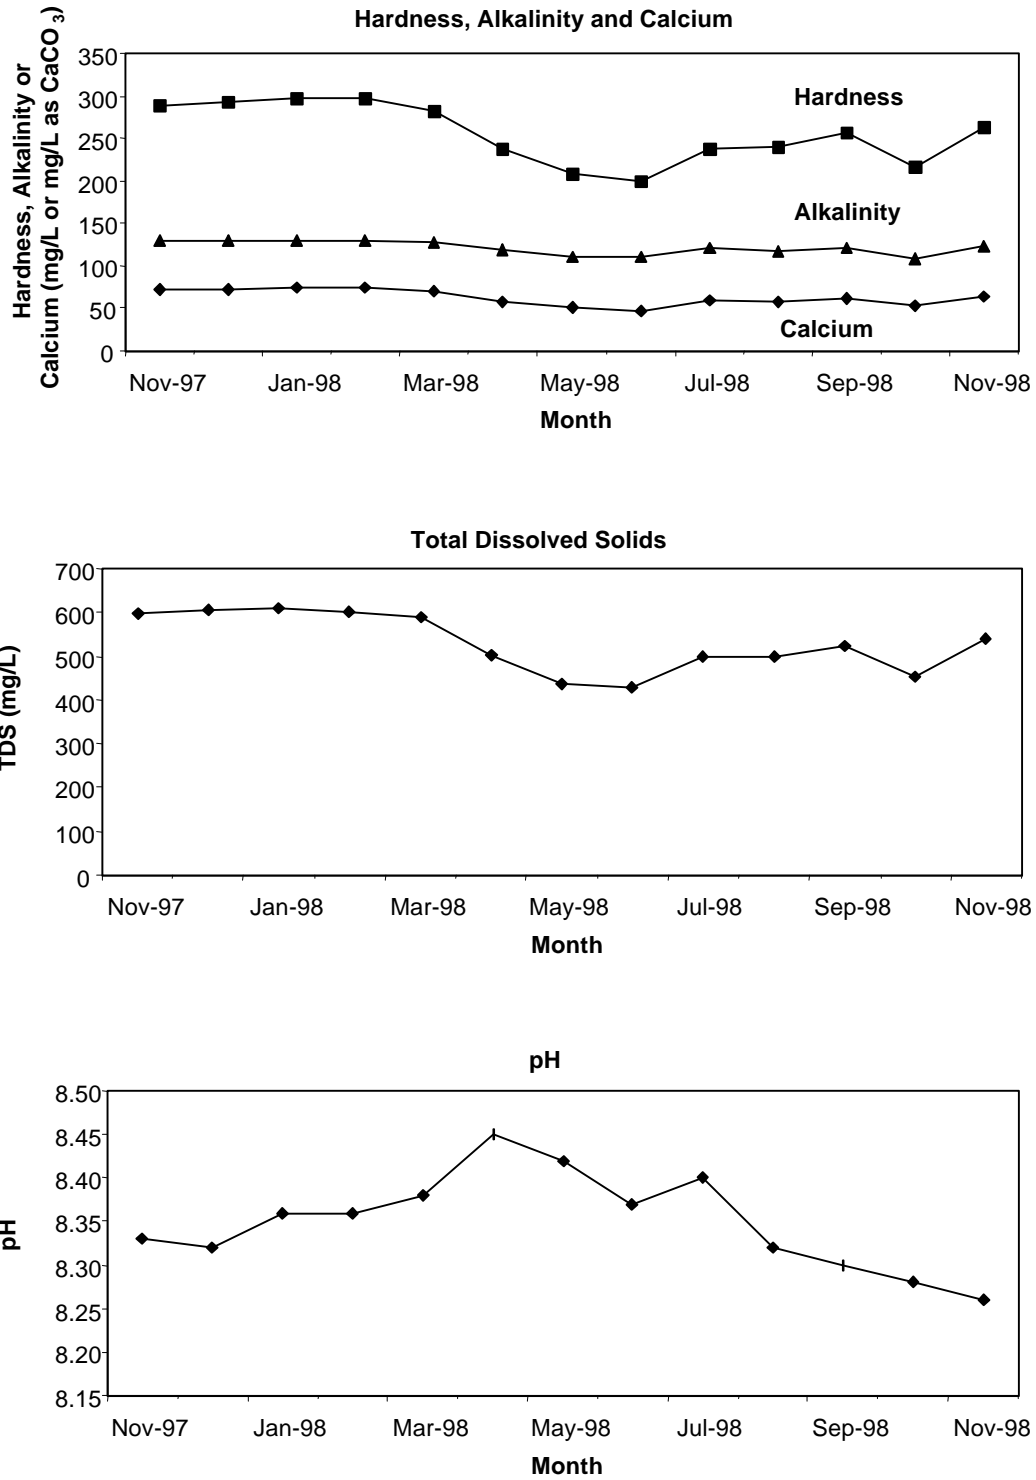 Hardness, Alkalinity and Calcium
Hardness, Alkalinity or
Calcium (mg/L or mg/L as CaCO3)
350
300
250
200
150
100
50
0
Hardness
Alkalinity
Calcium
Nov-97 Jan-98 Mar-98 May-98 Jul-98 Sep-98 Nov-98
Month
Total Dissolved Solids
TDS (mg/L)
700
600
500
400
300
200
100
0
Nov-97 Jan-98 Mar-98 May-98 Jul-98 Sep-98 Nov-98
Month
pH
pH
8.50
8.45
8.40
8.35
8.30
8.25
8.20
8.15
Nov-97 Jan-98 Mar-98 May-98 Jul-98 Sep-98 Nov-98
Month